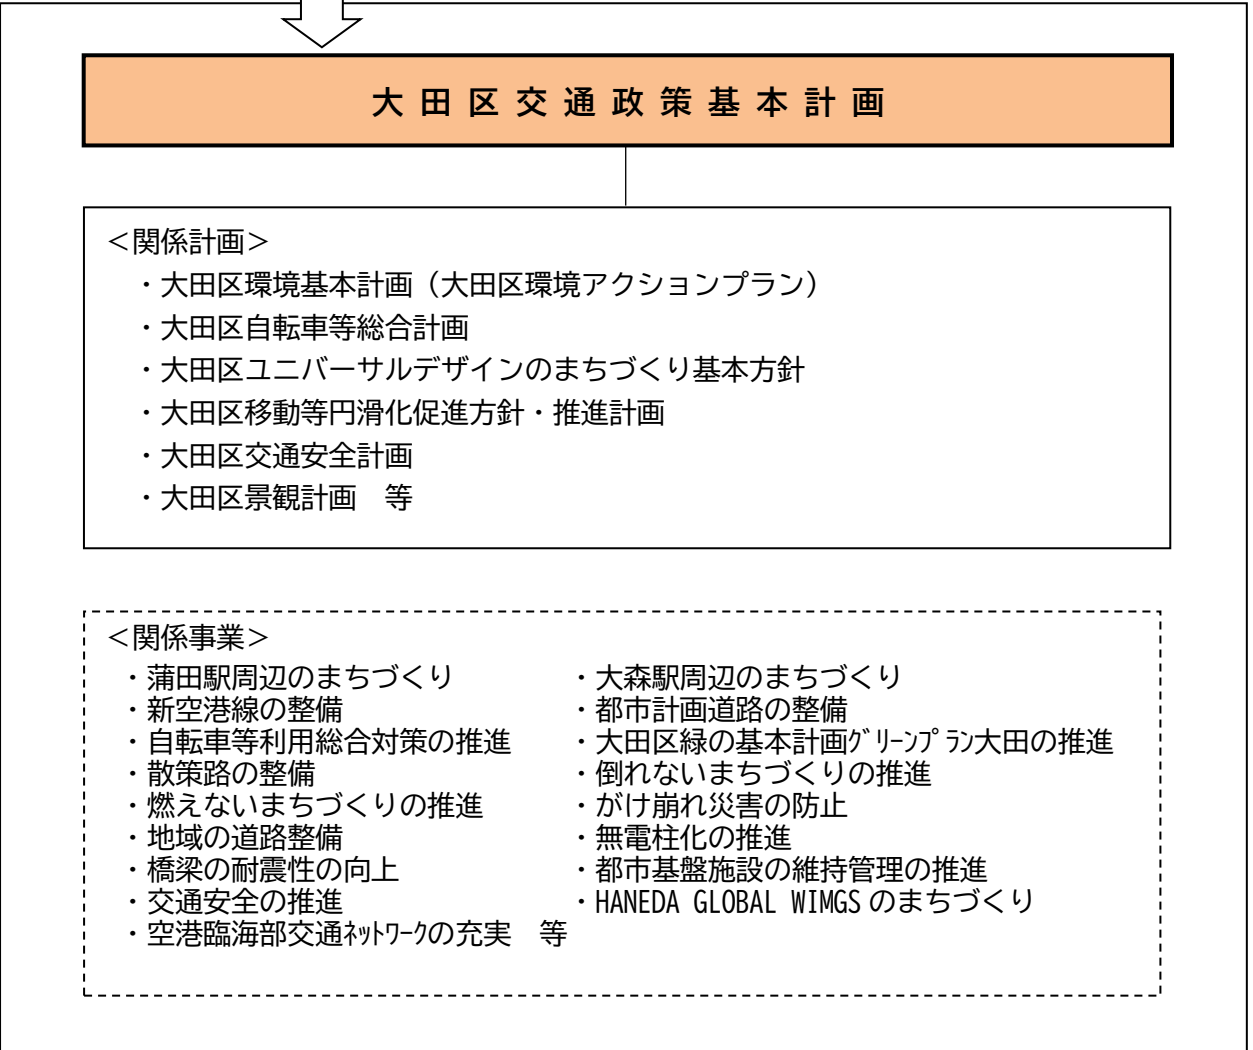 大田区交通政策基本計画
＜関係計画＞
・大田区環境基本計画（大田区環境アクションプラン）
・大田区自転車等総合計画
・大田区ユニバーサルデザインのまちづくり基本方針
・大田区移動等円滑化促進方針・推進計画
・大田区交通安全計画
・大田区景観計画　等
＜関係事業＞
・蒲田駅周辺のまちづくり
・新空港線の整備
・自転車等利用総合対策の推進
・散策路の整備
・燃えないまちづくりの推進
・地域の道路整備
・橋梁の耐震性の向上
・交通安全の推進
・空港臨海部交通ﾈｯﾄﾜｰｸの充実　等
・大森駅周辺のまちづくり
・都市計画道路の整備
・大田区緑の基本計画ｸﾞﾘｰﾝﾌﾟﾗﾝ大田の推進
・倒れないまちづくりの推進
・がけ崩れ災害の防止
・無電柱化の推進
・都市基盤施設の維持管理の推進
・HANEDA GLOBAL WIMGS のまちづくり